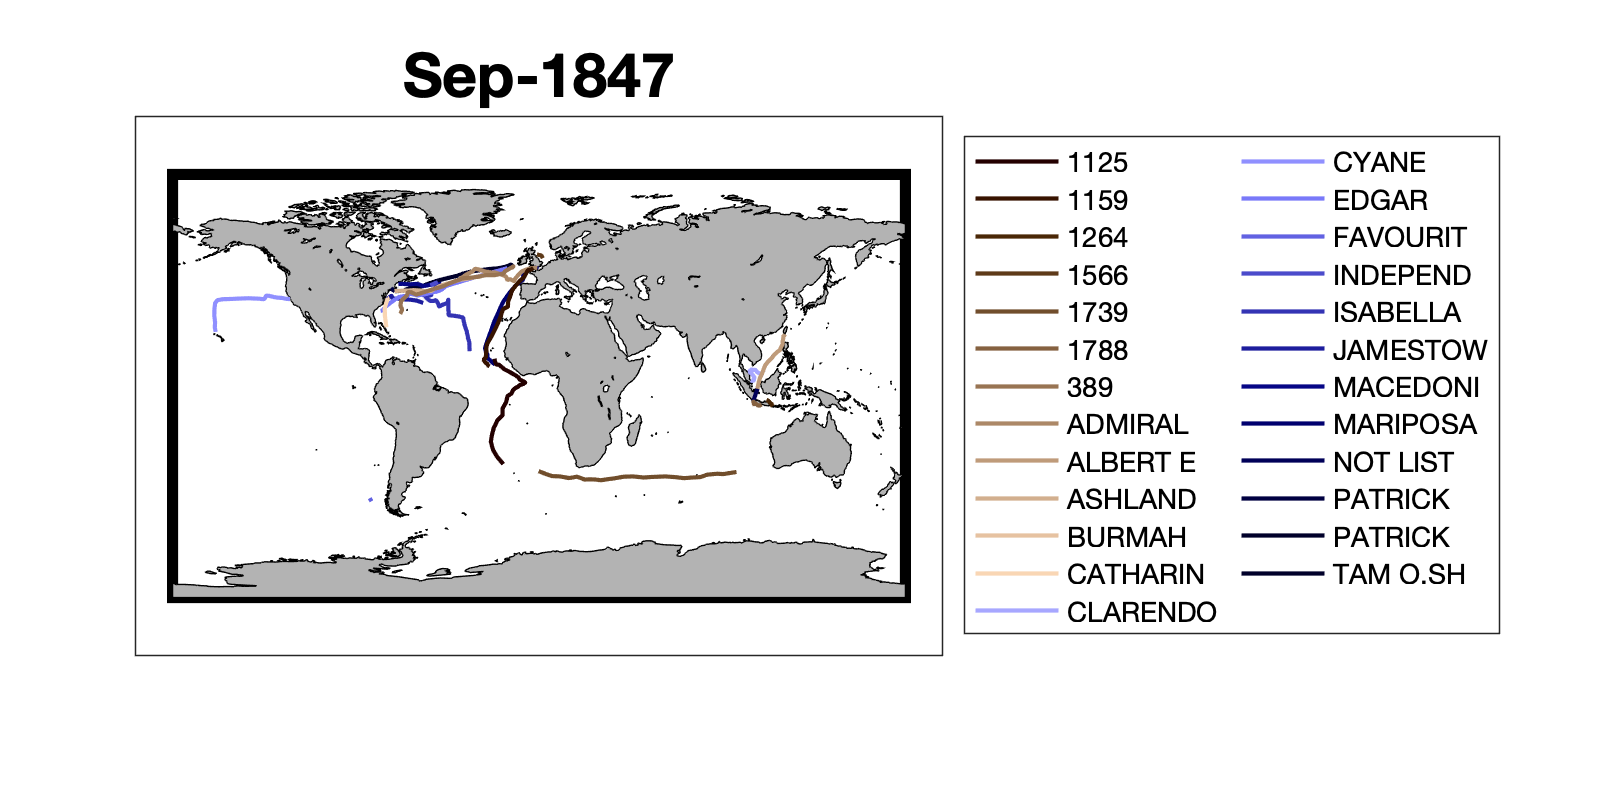 Sep-1847
1125
1159
1264
1566
1739
1788
389
ADMIRAL
ALBERT E
ASHLAND
BURMAH
CATHARIN
CLARENDO
CYANE
EDGAR
FAVOURIT
INDEPEND
ISABELLA
JAMESTOW
MACEDONI
MARIPOSA
NOT LIST
PATRICK
PATRICK
TAM O.SH